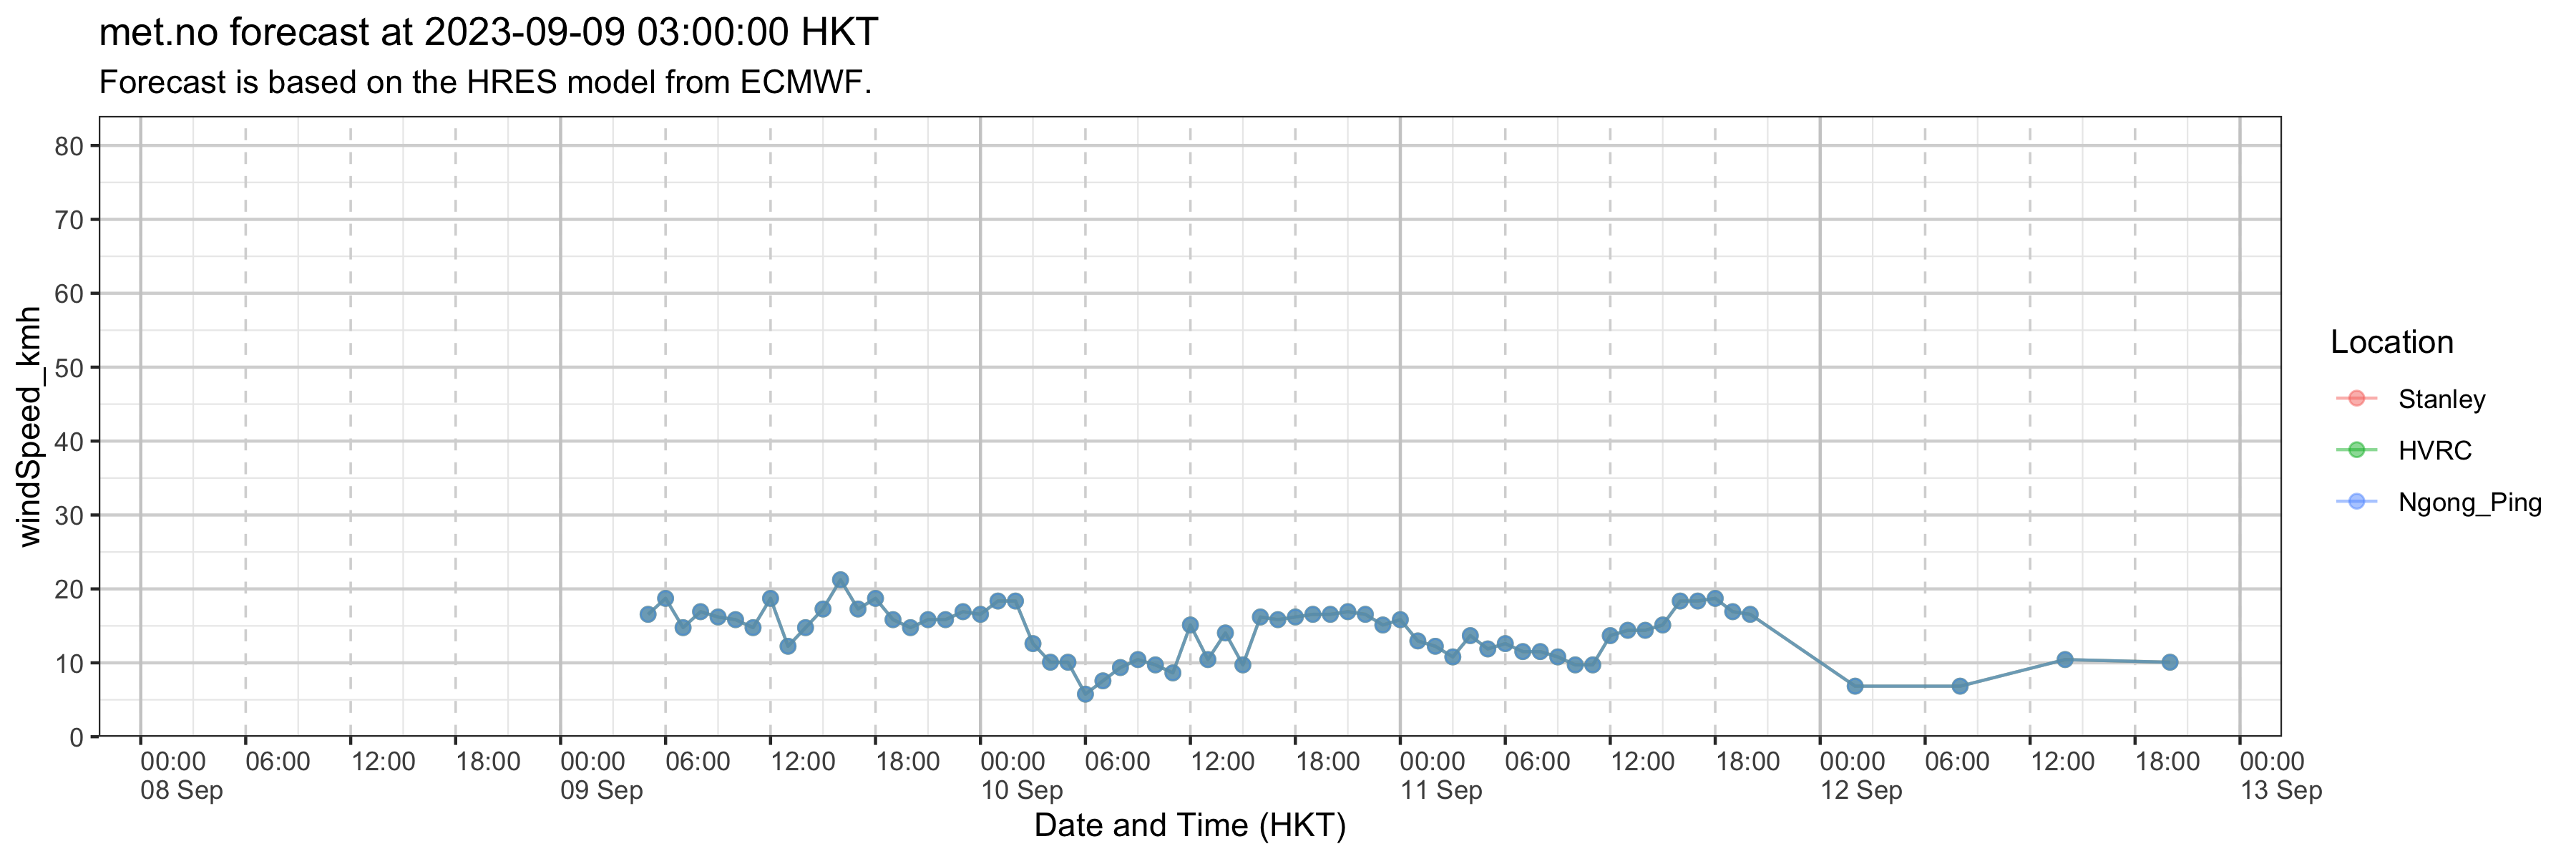 met.no forecast at 2023-09-09 03:00:00 HKT
Forecast is based on the HRES model from ECMWF.
80
70
60
50
40
30
20
10
0
windSpeed_kmh
00:00 06:00 12:00 18:00 00:00 06:00 12:00 18:00 00:00 06:00 12:00 18:00 00:00 06:00 12:00 18:00 00:00 06:00 12:00 18:00 00:00
08 Sep 09 Sep 10 Sep 11 Sep 12 Sep 13 Sep
Date and Time (HKT)
Location
Stanley
HVRC
Ngong_Ping